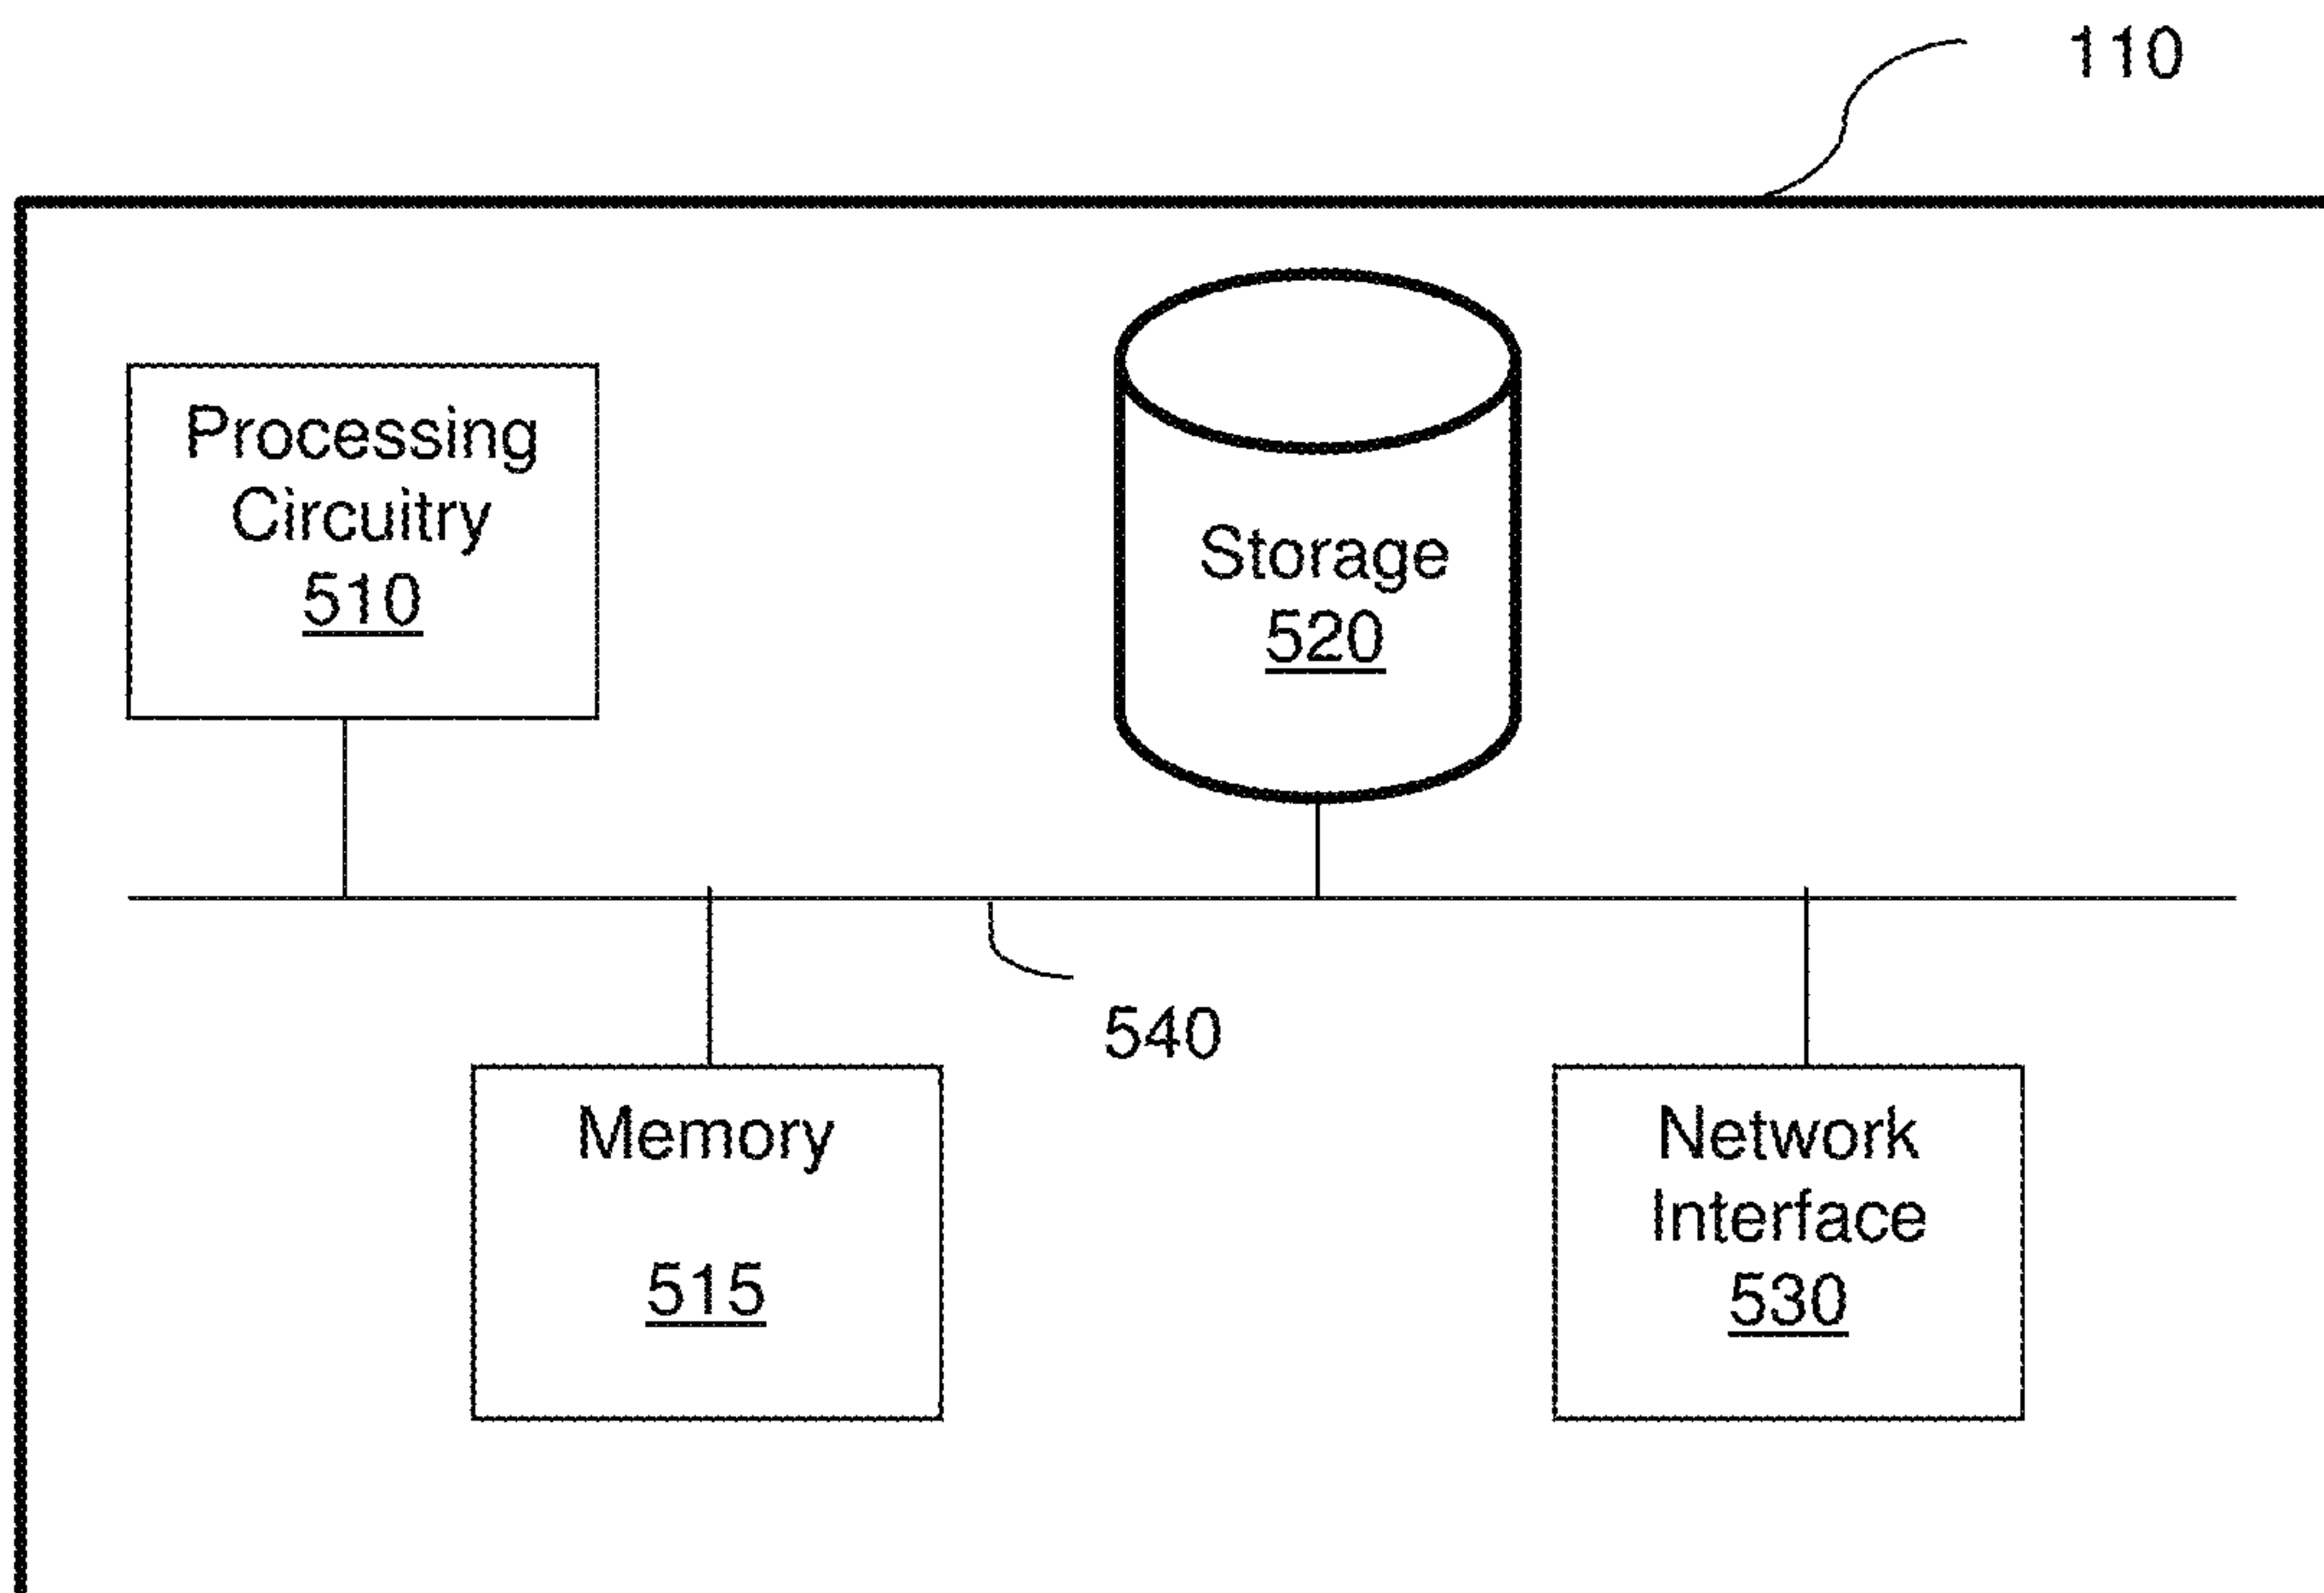 110
Processing
Circuitry
510
Storage
520
540
Memory
515
Network
Interface
530